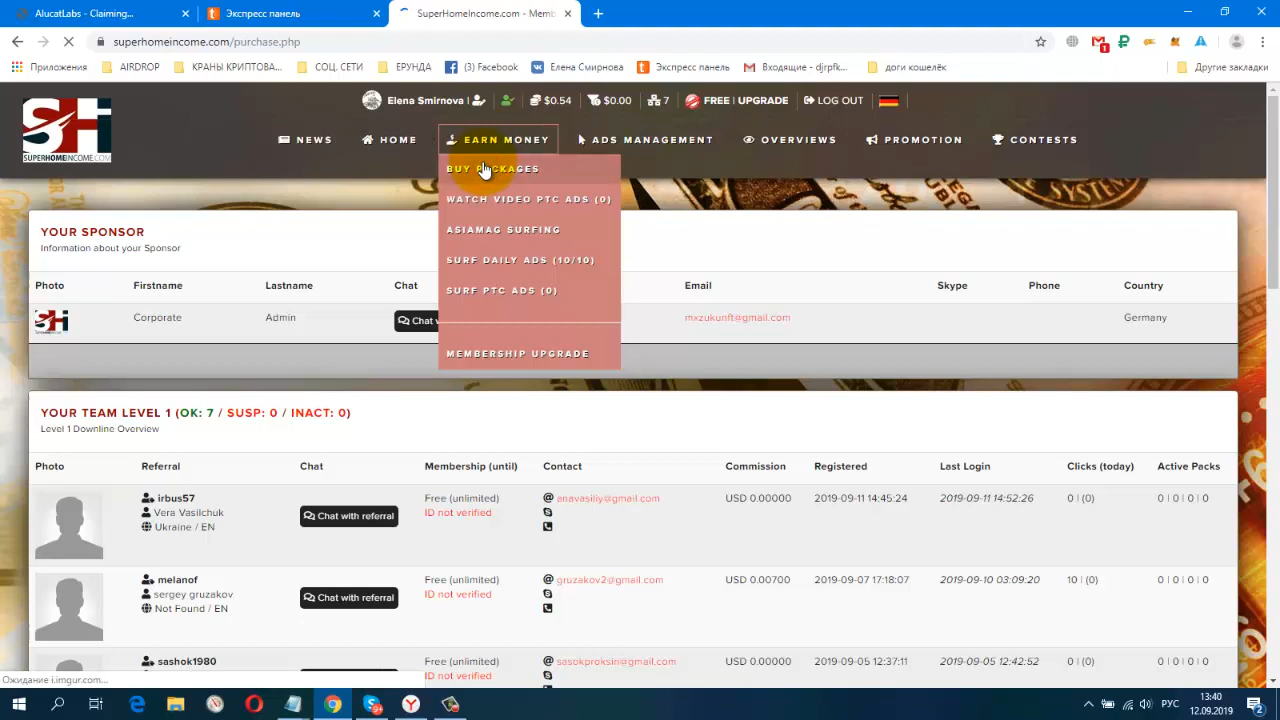 AlucatLabs - Claiming...
Экспресс панель
SuperHomeIncome.com - Memb
superhomeincome.com/purchase.php
1
Приложения
AIRDROP
КРАНЫ КРИПТОВА...
СОЦ. СЕТИ
ЕРУНДА
(3) Facebook
Елена Смирнова
Экспресс панель
Входящие - djrpfk...
доги кошелёк
Другие закладки
SH
SUPERHOMEINCOME.COM
Elena Smirnova |
$0.54
$0.00
7
FREE | UPGRADE
LOG OUT
NEWS
HOME
EARN MONEY
ADS MANAGEMENT
OVERVIEWS
PROMOTION
CONTESTS
BUY PACKAGES
WATCH VIDEO PTC ADS (0)
ASIAMAG SURFING
SURF DAILY ADS (10/10)
SURF PTC ADS (0)
MEMBERSHIP UPGRADE
SYSTEM
YOUR SPONSOR
Information about your Sponsor
Photo Firstname Lastname Chat Email Skype Phone Country
Corporate Admin Chat mxzukunft@gmail.com Germany
YOUR TEAM LEVEL 1 (OK: 7 / SUSP: 0 / INACT: 0)
Level 1 Downline Overview
Photo Referral Chat Membership (until) Contact Commission Registered Last Login Clicks (today) Active Packs
irbus57
Vera Vasilchuk
Ukraine / EN
Chat with referral
Free (unlimited)
ID not verified
anavasiliy@gmail.com
USD 0.00000
2019-09-11 14:45:24
2019-09-11 14:52:26
0 | (0)
0 | 0 | 0 | 0
melanof
sergey gruzakov
Not Found / EN
Chat with referral
Free (unlimited)
ID not verified
gruzakov2@gmail.com
USD 0.00700
2019-09-07 17:18:07
2019-09-10 03:09:20
10 | (0)
0 | 0 | 0 | 0
sashok1980
Free (unlimited)
ID not verified
sasokproksin@gmail.com
USD 0.00000
2019-09-05 12:37:11
2019-09-05 12:42:52
0 | (0)
0 | 0 | 0 | 0
Ожидание i.imgur.com...
РУС
13:40
12.09.2019
2